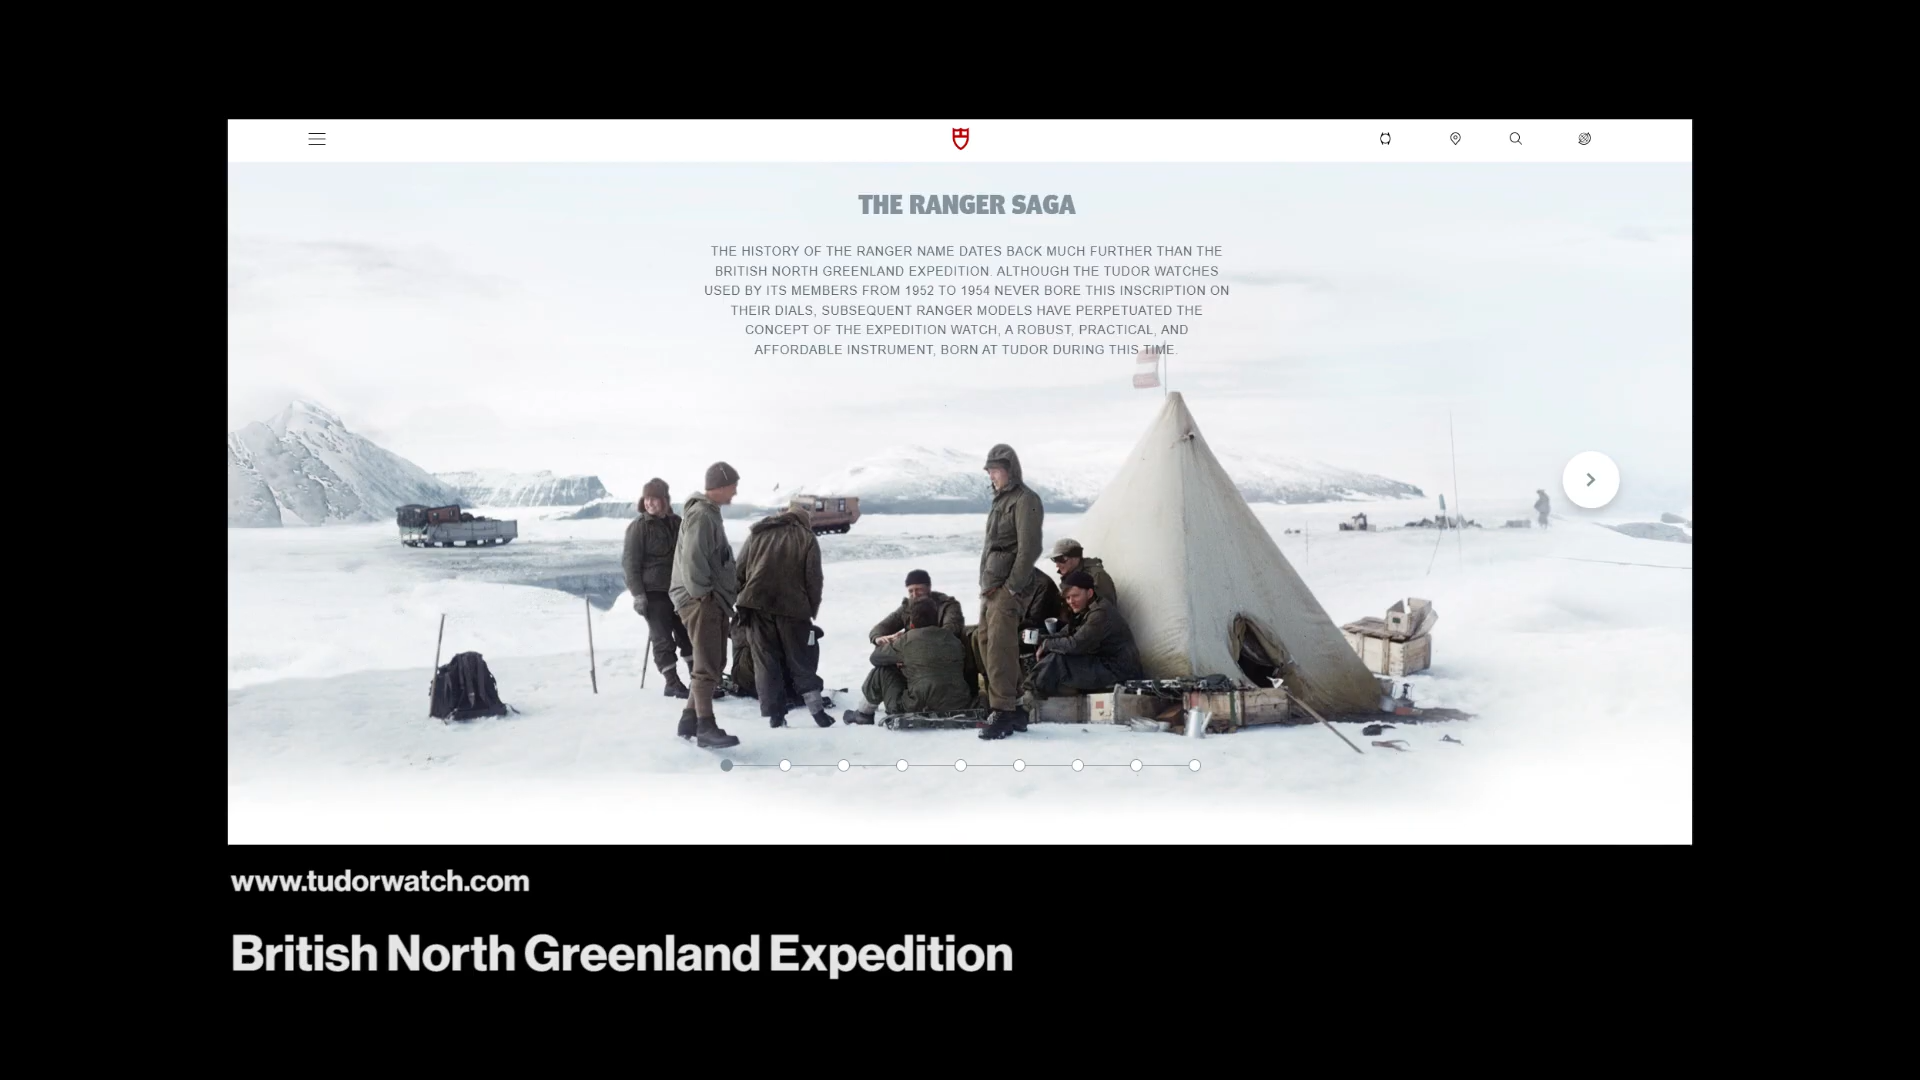 THE RANGER SAGA
THE HISTORY OF THE RANGER NAME DATES BACK MUCH FURTHER THAN THE
BRITISH NORTH GREENLAND EXPEDITION. ALTHOUGH THE TUDOR WATCHES
USED BY ITS MEMBERS FROM 1952 TO 1954 NEVER BORE THIS INSCRIPTION ON
THEIR DIALS, SUBSEQUENT RANGER MODELS HAVE PERPETUATED THE
CONCEPT OF THE EXPEDITION WATCH, A ROBUST, PRACTICAL, AND
AFFORDABLE INSTRUMENT, BORN AT TUDOR DURING THIS TIME.
www.tudorwatch.com
British North Greenland Expedition